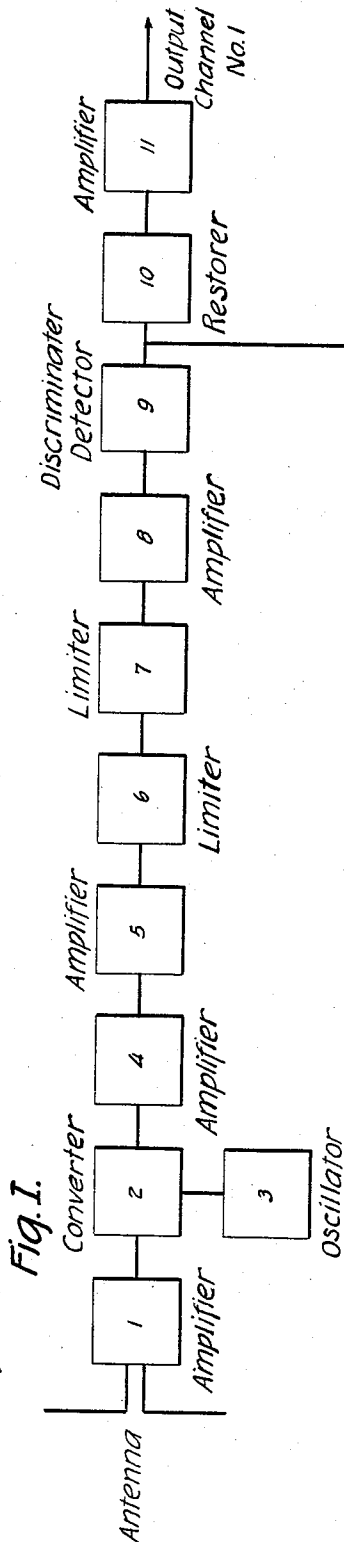 Fig. I.
Antenna
1
Amplifier
Converter
2
3
Oscillator
4
Amplifier
Amplifier
5
6
Limiter
Limiter
7
8
Amplifier
Discriminater
Detector
9
10
Restorer
Amplifier
11
Output
Channel
No.1